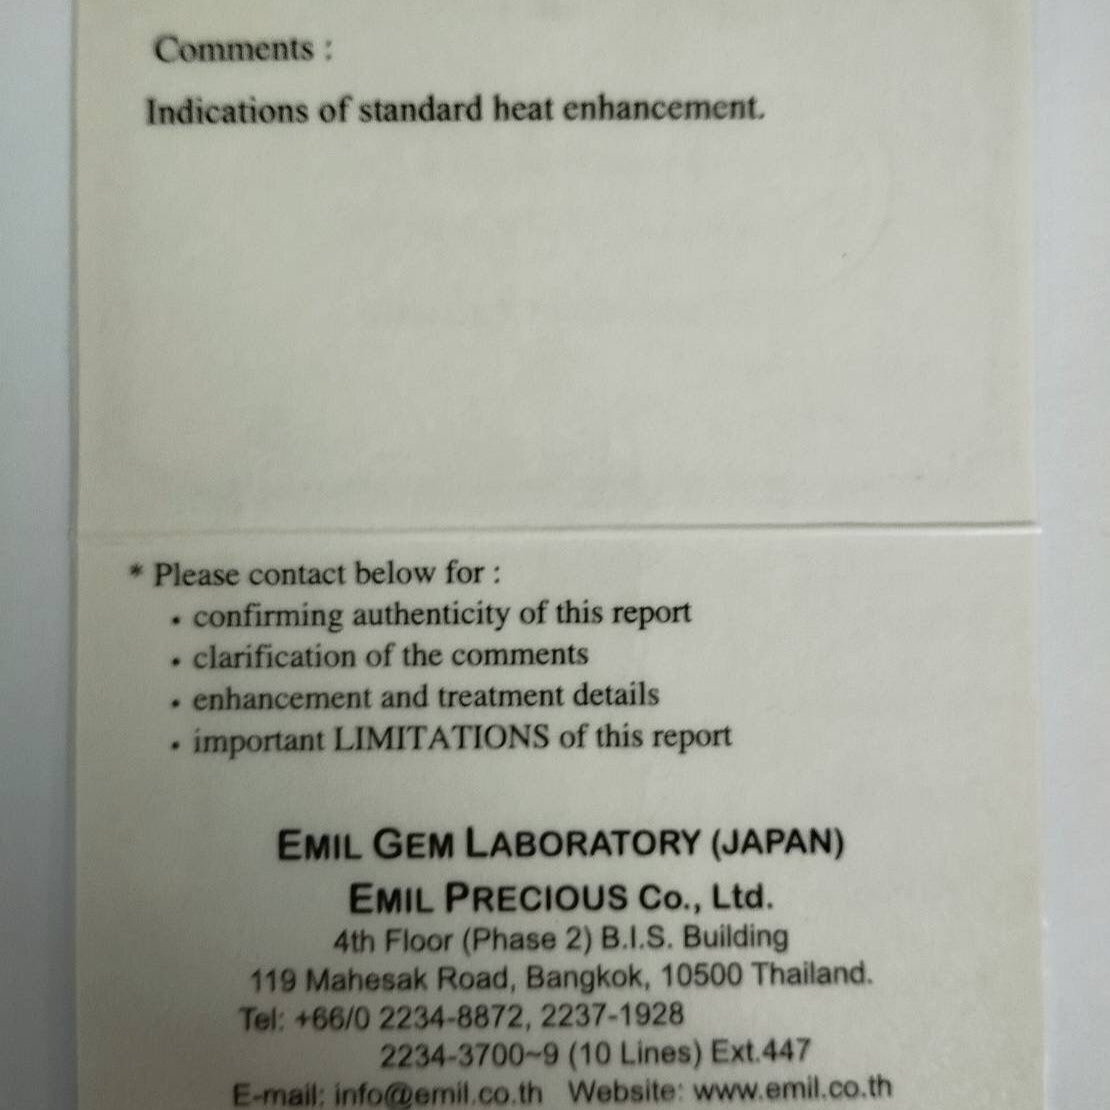 Comments :
Indications of standard heat enhancement.
* Please contact below for :
• confirming authenticity of this report
• clarification of the comments
• enhancement and treatment details
• important LIMITATIONS of this report
EMIL GEM LABORATORY (JAPAN)
EMIL PRECIOUS Co., Ltd.
4th Floor (Phase 2) B.I.S. Building
119 Mahesak Road, Bangkok, 10500 Thailand.
Tel: +66/0 2234-8872, 2237-1928
2234-3700~9 (10 Lines) Ext.447
E-mail: info@emil.co.th Website: www.emil.co.th